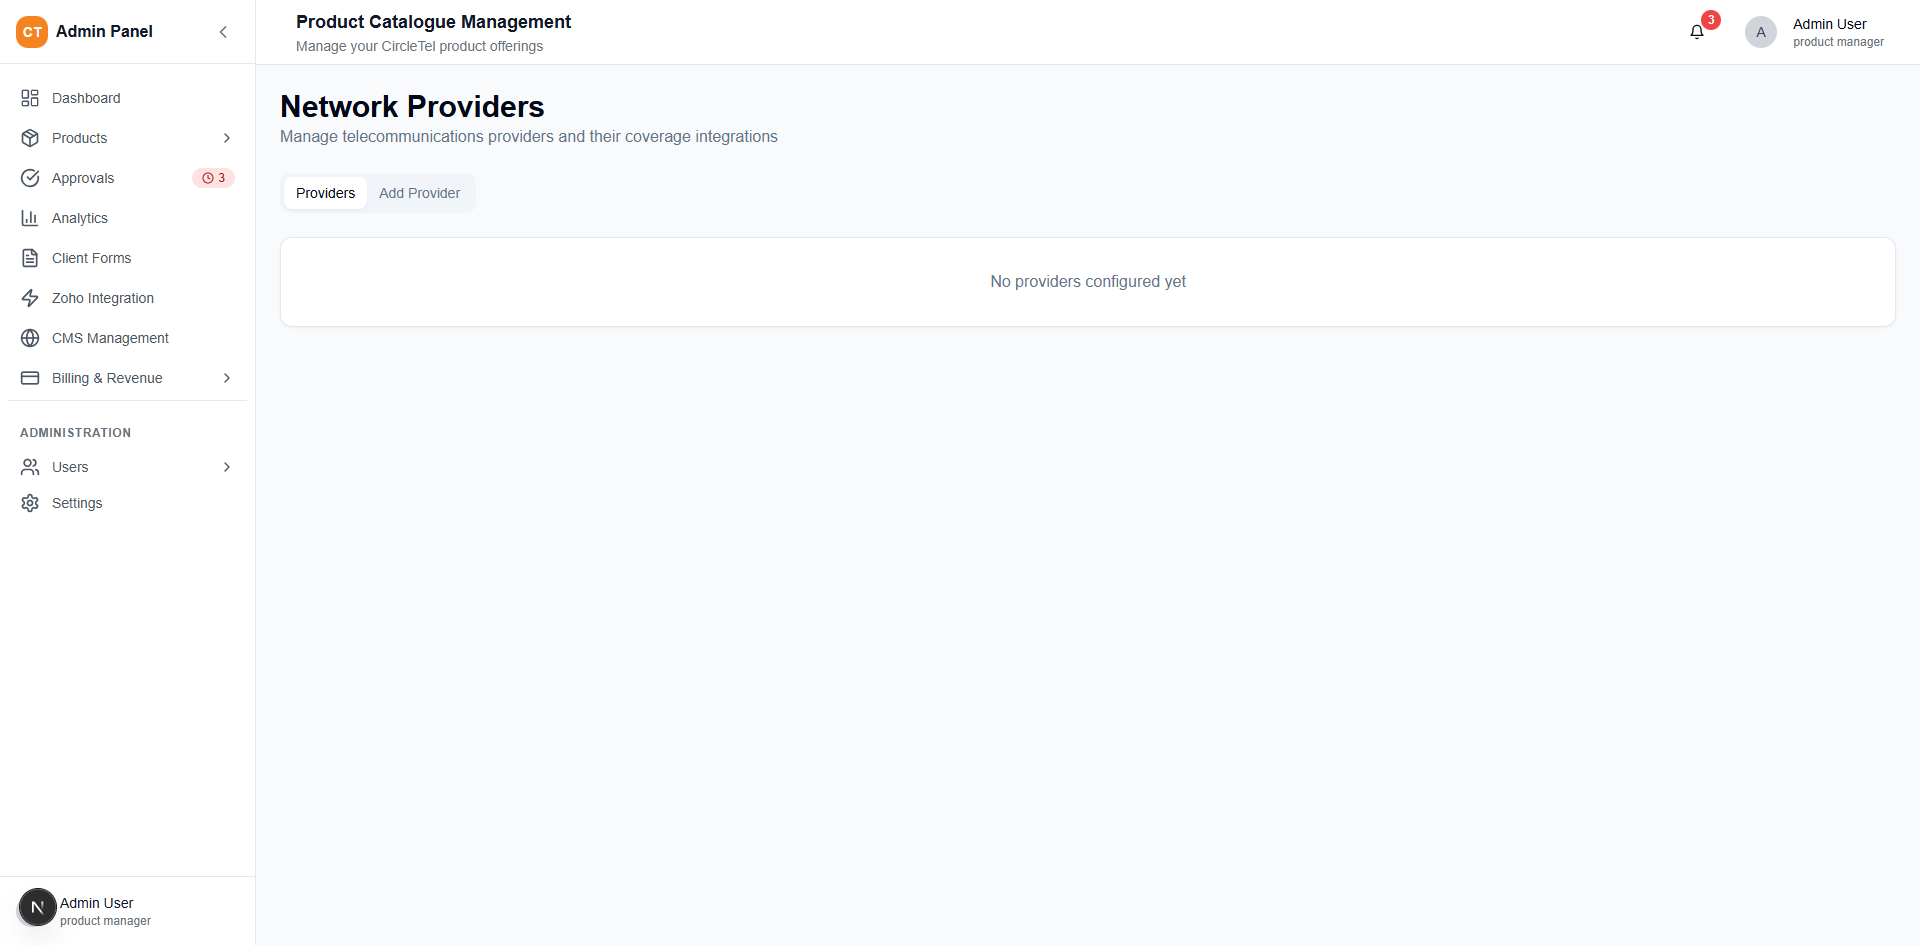 CT
Admin Panel
Dashboard
Products
Approvals
3
Analytics
Client Forms
Zoho Integration
CMS Management
Billing & Revenue
ADMINISTRATION
Users
Settings
N
Admin User
product manager
Product Catalogue Management
Manage your CircleTel product offerings
3
A
Admin User
product manager
Network Providers
Manage telecommunications providers and their coverage integrations
Providers
Add Provider
No providers configured yet